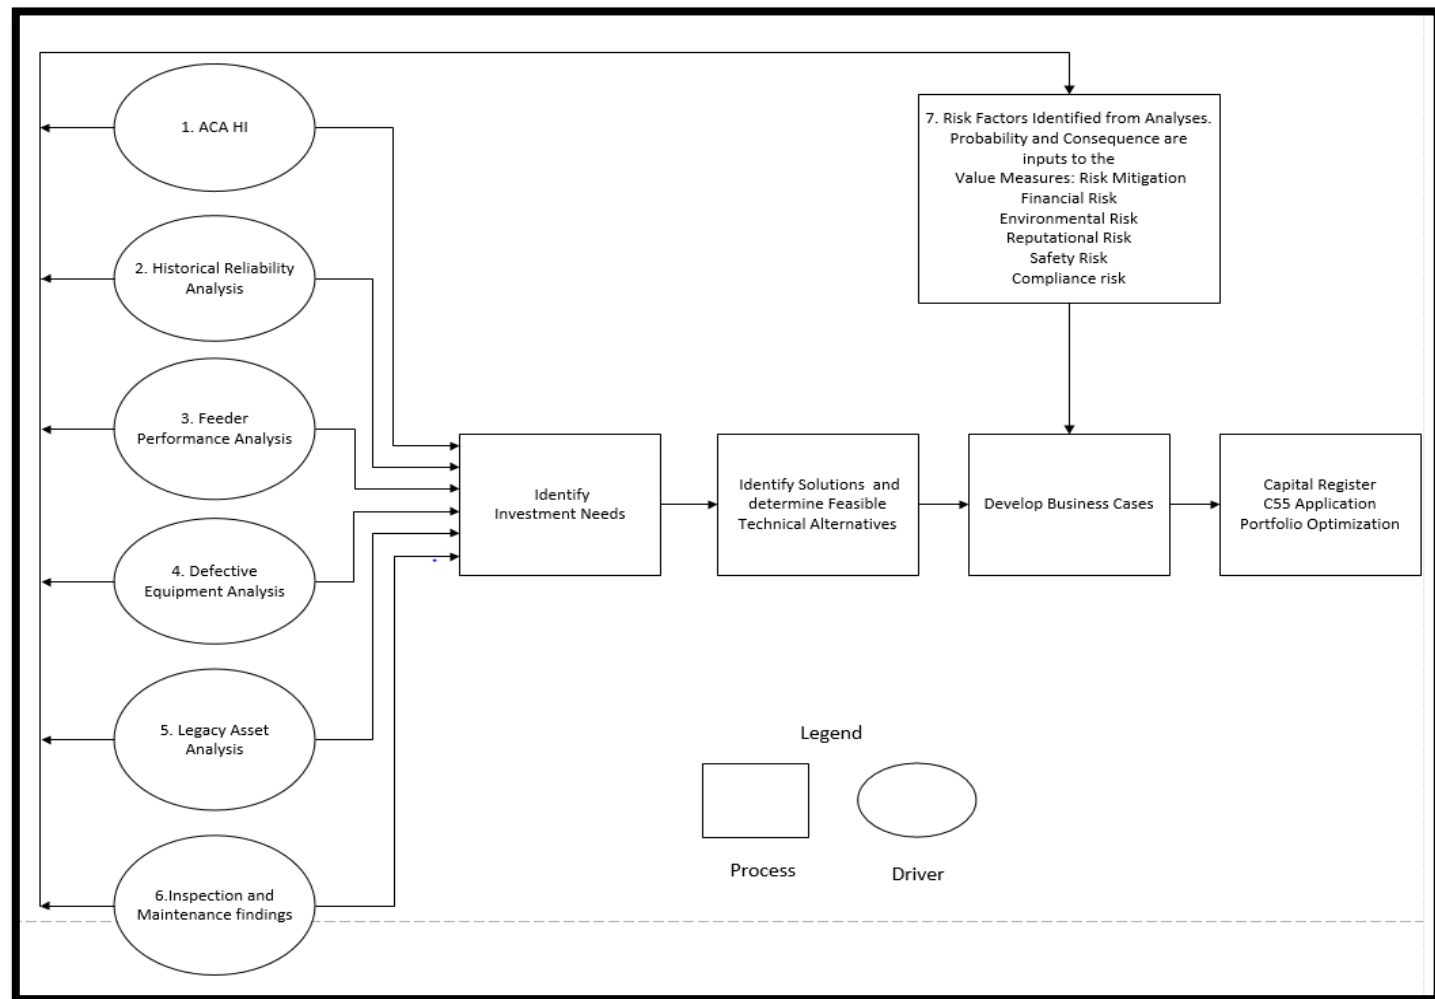 1. ACA HI
2. Historical Reliability
Analysis
3. Feeder
Performance Analysis
4. Defective
Equipment Analysis
5. Legacy Asset
Analysis
6.Inspection and
Maintenance findings
7. Risk Factors Identified from Analyses.
Probability and Consequence are
inputs to the
Value Measures: Risk Mitigation
Financial Risk
Environmental Risk
Reputational Risk
Safety Risk
Compliance risk
Identify
Investment Needs
Identify Solutions and
determine Feasible
Technical Alternatives
Develop Business Cases
Capital Register
C55 Application
Portfolio Optimization
Legend
Process
Driver